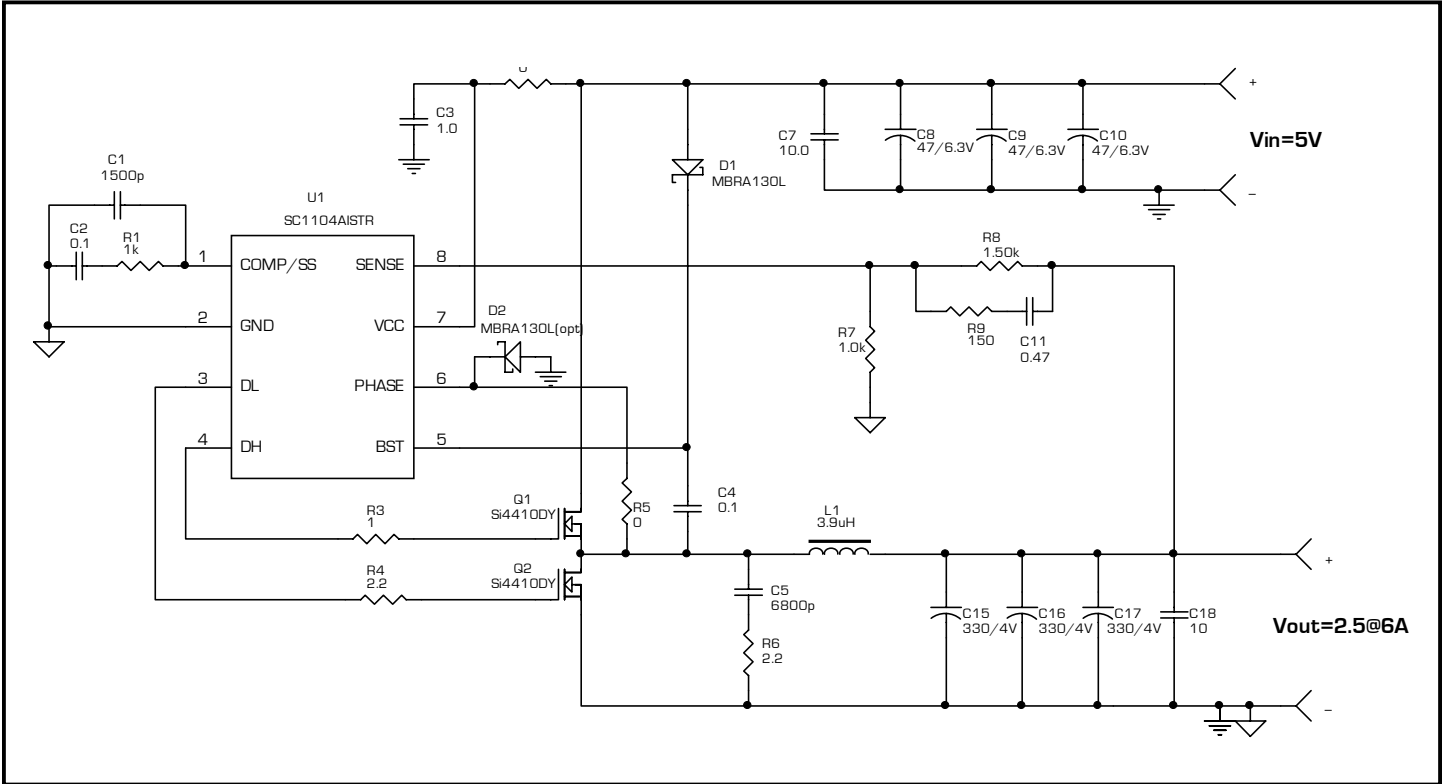 C3
1.0
C7
10.0
C8
47/6.3V
C9
47/6.3V
C10
47/6.3V
+
Vin=5V
-
D1
MBRA130L
C1
1500p
U1
SC1104AISTR
C2
0.1
R1
1k
1
COMP/SS
SENSE
8
2
GND
VCC
7
3
DL
PHASE
6
4
DH
BST
5
D2
MBRA130L(opt)
R8
1.50k
R9
150
C11
0.47
R7
1.0k
R3
1
R4
2.2
Q1
Si4410DY
Q2
Si4410DY
R5
0
C4
0.1
L1
3.9uH
C5
6800p
R6
2.2
C15
330/4V
C16
330/4V
C17
330/4V
C18
10
+
Vout=2.5@6A
-